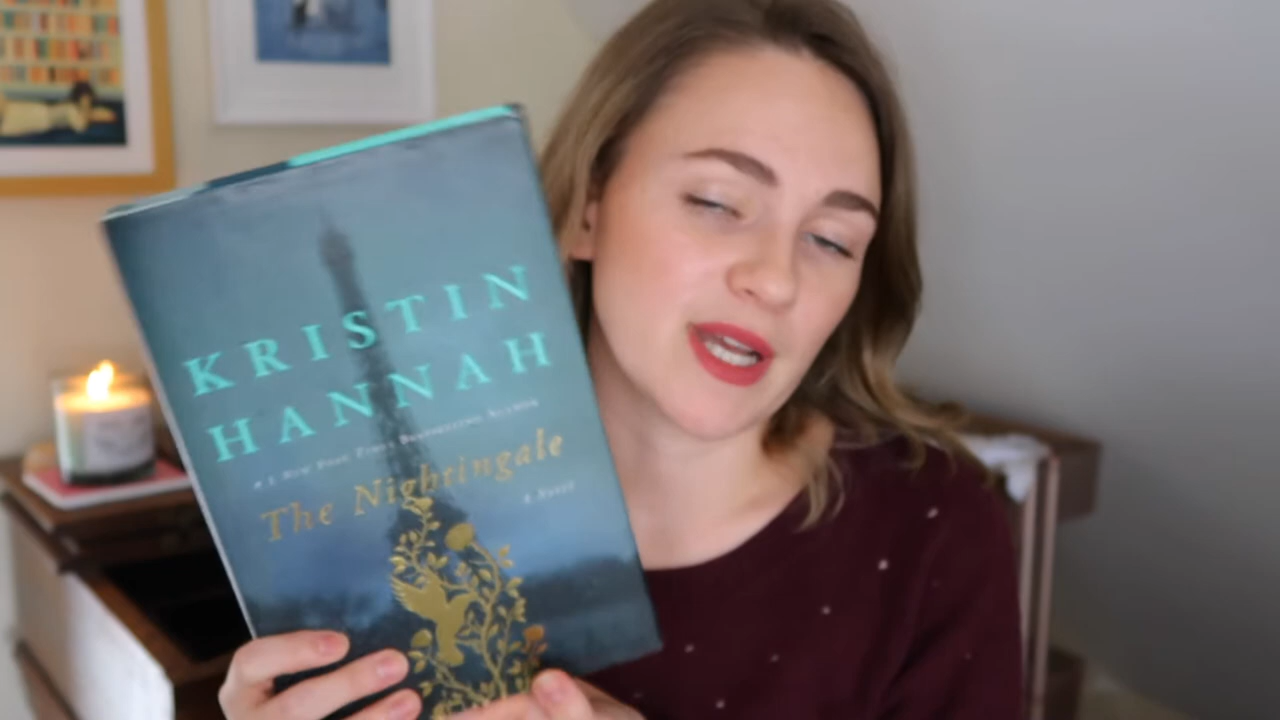 KRISTIN
HANNAH
#1 New York Times Bestselling Author
The Nightingale
A Novel